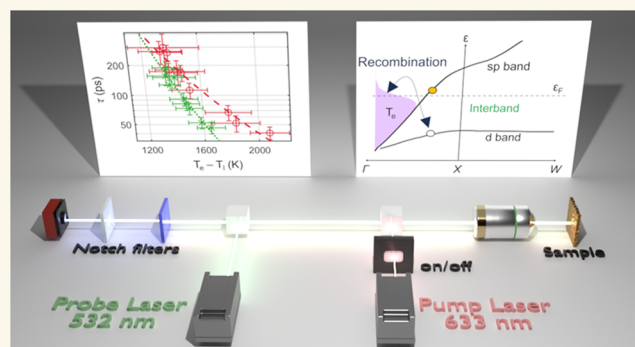 τ (ps)
200
100
50
1200
1600
2000
Tₑ – Tₗ (K)
ε
Recombination
sp band
εF
Tₑ
Interband
d band
Γ
X
W
Notch filters
on/off
Sample
Probe Laser
532 nm
Pump Laser
633 nm